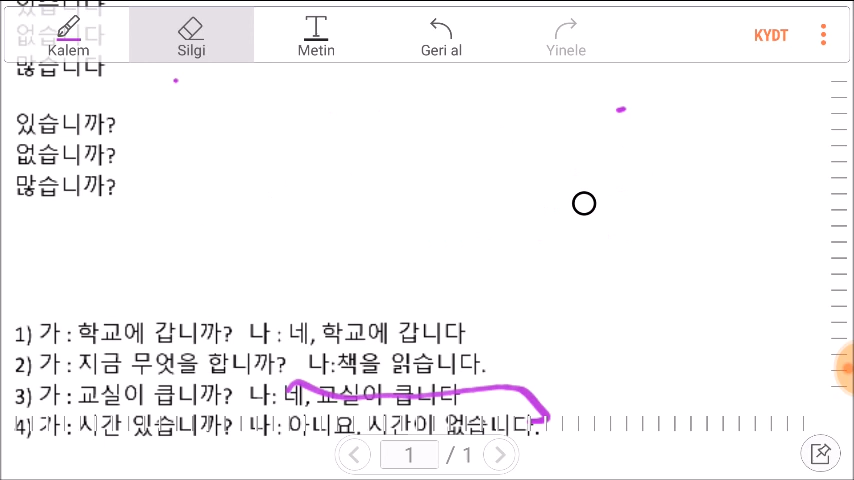 없습니다
Kalem Silgi Metin Geri al Yinele KYDT
많습니다
있습니까?
없습니까?
많습니까?
1) 가 : 학교에 갑니까? 나 : 네, 학교에 갑니다
2) 가 : 지금 무엇을 합니까? 나:책을 읽습니다.
3) 가 : 교실이 큽니까? 나: 네, 교실이 큽니다
4) 가 : 시간 있습니까? 나 : 아니요. 시간이 없습니다.
1 / 1